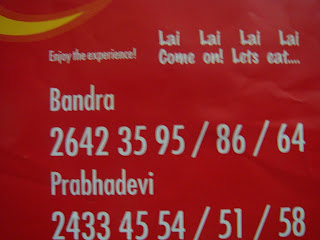 Lai Lai Lai Lai
Enjoy the experience! Come on! Lets eat....
Bandra
2642 35 95 / 86 / 64
Prabhadevi
2433 45 54 / 51 / 58